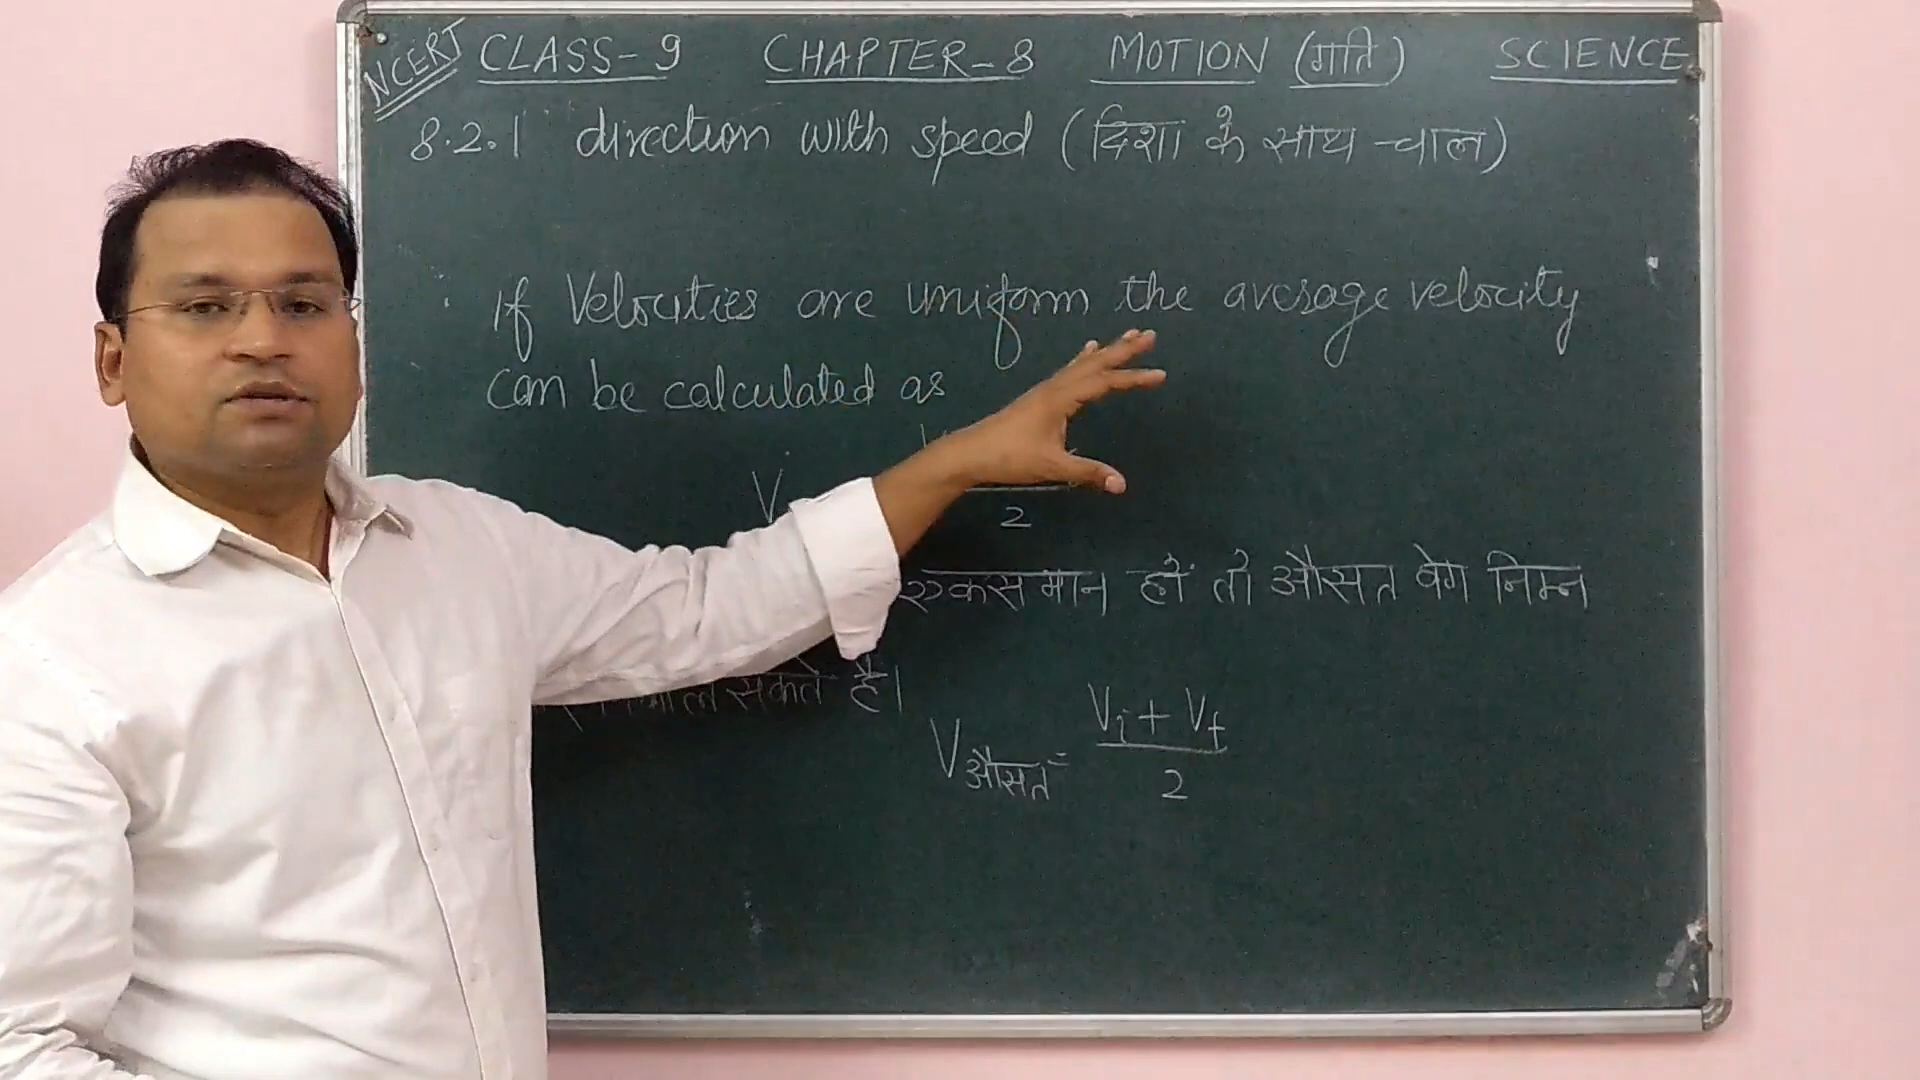 NCERT CLASS-9 CHAPTER-8 MOTION (गति) SCIENCE
8.2.1 direction with speed (दिशा के साथ चाल)
If Velocities are uniform the average velocity
can be calculated as
V
2
एकसमान हों तो औसत वेग निम्न
सकते है।
Vऔसत = Vi + Vf
2